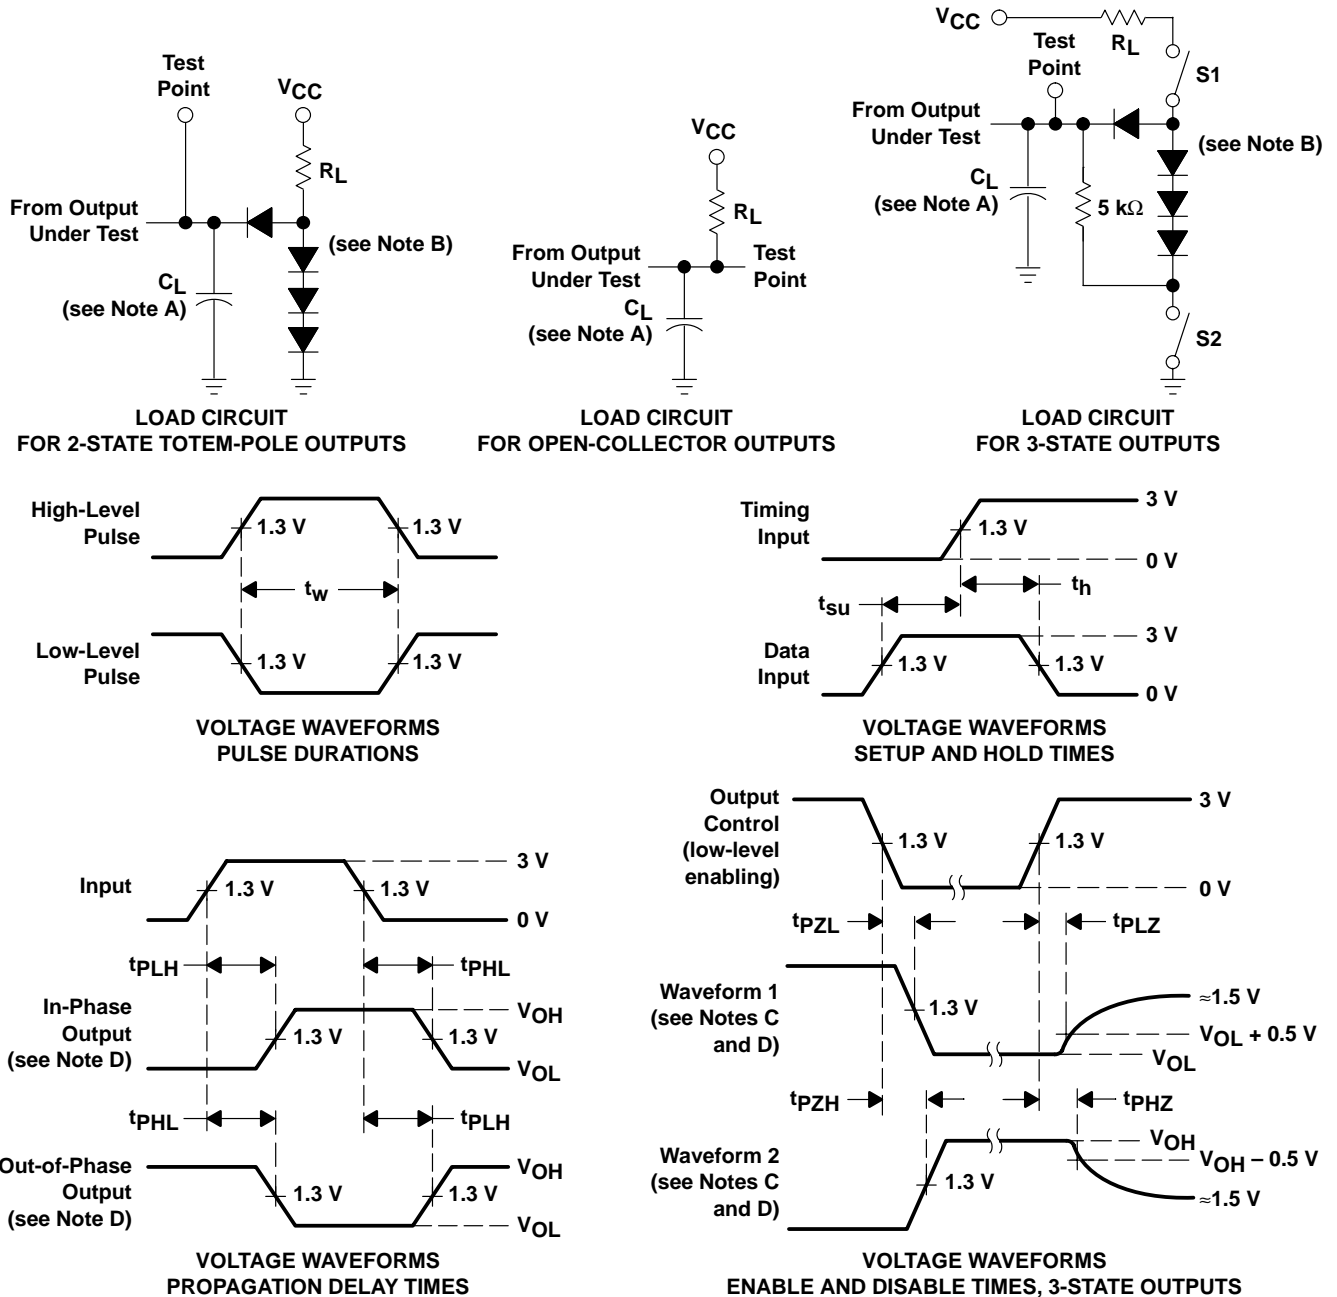 Test
Point
VCC
RL
From Output
Under Test
(see Note B)
CL
(see Note A)
LOAD CIRCUIT
FOR 2-STATE TOTEM-POLE OUTPUTS
VCC
RL
From Output
Under Test
Test
Point
CL
(see Note A)
LOAD CIRCUIT
FOR OPEN-COLLECTOR OUTPUTS
VCC
RL
Test
Point
S1
From Output
Under Test
(see Note B)
CL
(see Note A)
5 kΩ
S2
LOAD CIRCUIT
FOR 3-STATE OUTPUTS
High-Level
Pulse
1.3 V
1.3 V
tw
Low-Level
Pulse
1.3 V
1.3 V
VOLTAGE WAVEFORMS
PULSE DURATIONS
Timing
Input
1.3 V
3 V
0 V
th
tsu
Data
Input
1.3 V
1.3 V
3 V
0 V
VOLTAGE WAVEFORMS
SETUP AND HOLD TIMES
Input
1.3 V
1.3 V
3 V
0 V
tPLH
tPHL
In-Phase
Output
(see Note D)
1.3 V
1.3 V
VOH
VOL
tPHL
tPLH
Out-of-Phase
Output
(see Note D)
1.3 V
1.3 V
VOH
VOL
VOLTAGE WAVEFORMS
PROPAGATION DELAY TIMES
Output
Control
(low-level
enabling)
1.3 V
1.3 V
3 V
0 V
tPZL
tPLZ
Waveform 1
(see Notes C
and D)
1.3 V
≈1.5 V
VOL + 0.5 V
VOL
tPZH
tPHZ
Waveform 2
(see Notes C
and D)
1.3 V
VOH
VOH – 0.5 V
≈1.5 V
VOLTAGE WAVEFORMS
ENABLE AND DISABLE TIMES, 3-STATE OUTPUTS